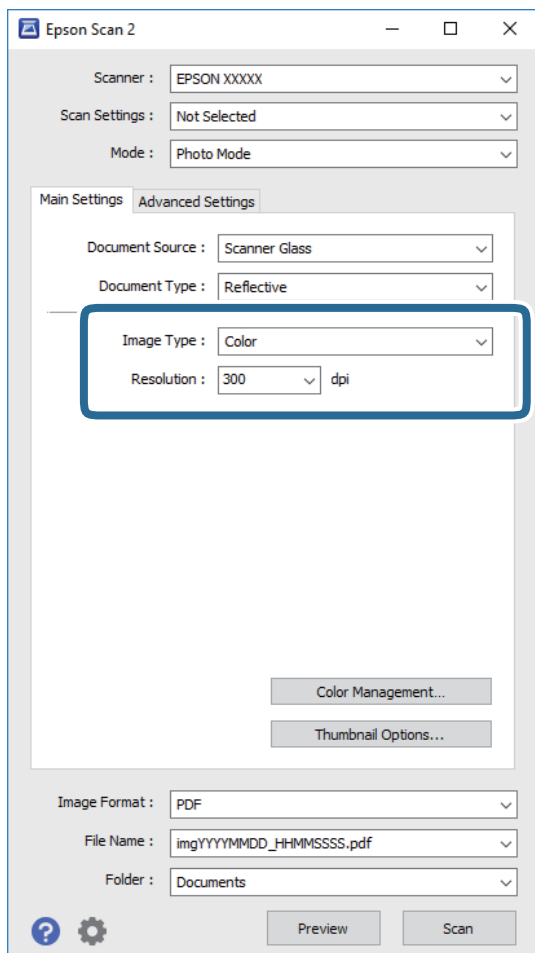 Epson Scan 2
Scanner : EPSON XXXXX
Scan Settings : Not Selected
Mode : Photo Mode
Main Settings Advanced Settings
Document Source : Scanner Glass
Document Type : Reflective
Image Type : Color
Resolution : 300 dpi
Color Management...
Thumbnail Options...
Image Format : PDF
File Name : imgYYYYMMDD_HHMMSSSS.pdf
Folder : Documents
? Preview Scan